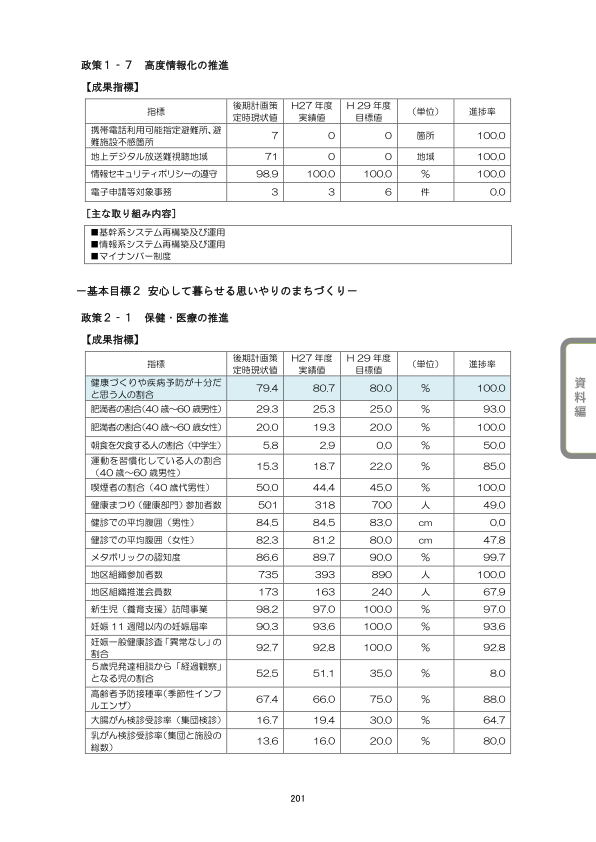 政策1‐7 高度情報化の推進
【成果指標】
指標 後期計画策定時現状値 H27年度実績値 H29年度目標値 （単位） 進捗率
携帯電話利用可能指定避難所、避難施設不感箇所 7 0 0 箇所 100.0
地上デジタル放送難視聴地域 71 0 0 地域 100.0
情報セキュリティポリシーの遵守 98.9 100.0 100.0 % 100.0
電子申請等対象事務 3 3 6 件 0.0
［主な取り組み内容］
■基幹系システム再構築及び運用
■情報系システム再構築及び運用
■マイナンバー制度
－基本目標2 安心して暮らせる思いやりのまちづくり－
政策2‐1 保健・医療の推進
【成果指標】
指標 後期計画策定時現状値 H27年度実績値 H29年度目標値 （単位） 進捗率
健康づくりや疾病予防が十分だと思う人の割合 79.4 80.7 80.0 % 100.0
肥満者の割合（40歳～60歳男性） 29.3 25.3 25.0 % 93.0
肥満者の割合（40歳～60歳女性） 20.0 19.3 20.0 % 100.0
朝食を欠食する人の割合（中学生） 5.8 2.9 0.0 % 50.0
運動を習慣化している人の割合（40歳～60歳男性） 15.3 18.7 22.0 % 85.0
喫煙者の割合（40歳代男性） 50.0 44.4 45.0 % 100.0
健康まつり（健康部門）参加者数 501 318 700 人 49.0
健診での平均腹囲（男性） 84.5 84.5 83.0 cm 0.0
健診での平均腹囲（女性） 82.3 81.2 80.0 cm 47.8
メタボリックの認知度 86.6 89.7 90.0 % 99.7
地区組織参加者数 735 393 890 人 100.0
地区組織推進会員数 173 163 240 人 67.9
新生児（養育支援）訪問事業 98.2 97.0 100.0 % 97.0
妊娠11週間以内の妊娠届率 90.3 93.6 100.0 % 93.6
妊娠一般健康診査「異常なし」の割合 92.7 92.8 100.0 % 92.8
5歳児発達相談から「経過観察」となる児の割合 52.5 51.1 35.0 % 8.0
高齢者予防接種率（季節性インフルエンザ） 67.4 66.0 75.0 % 88.0
大腸がん検診受診率（集団検診） 16.7 19.4 30.0 % 64.7
乳がん検診受診率（集団と施設の総数） 13.6 16.0 20.0 % 80.0
資料編
201